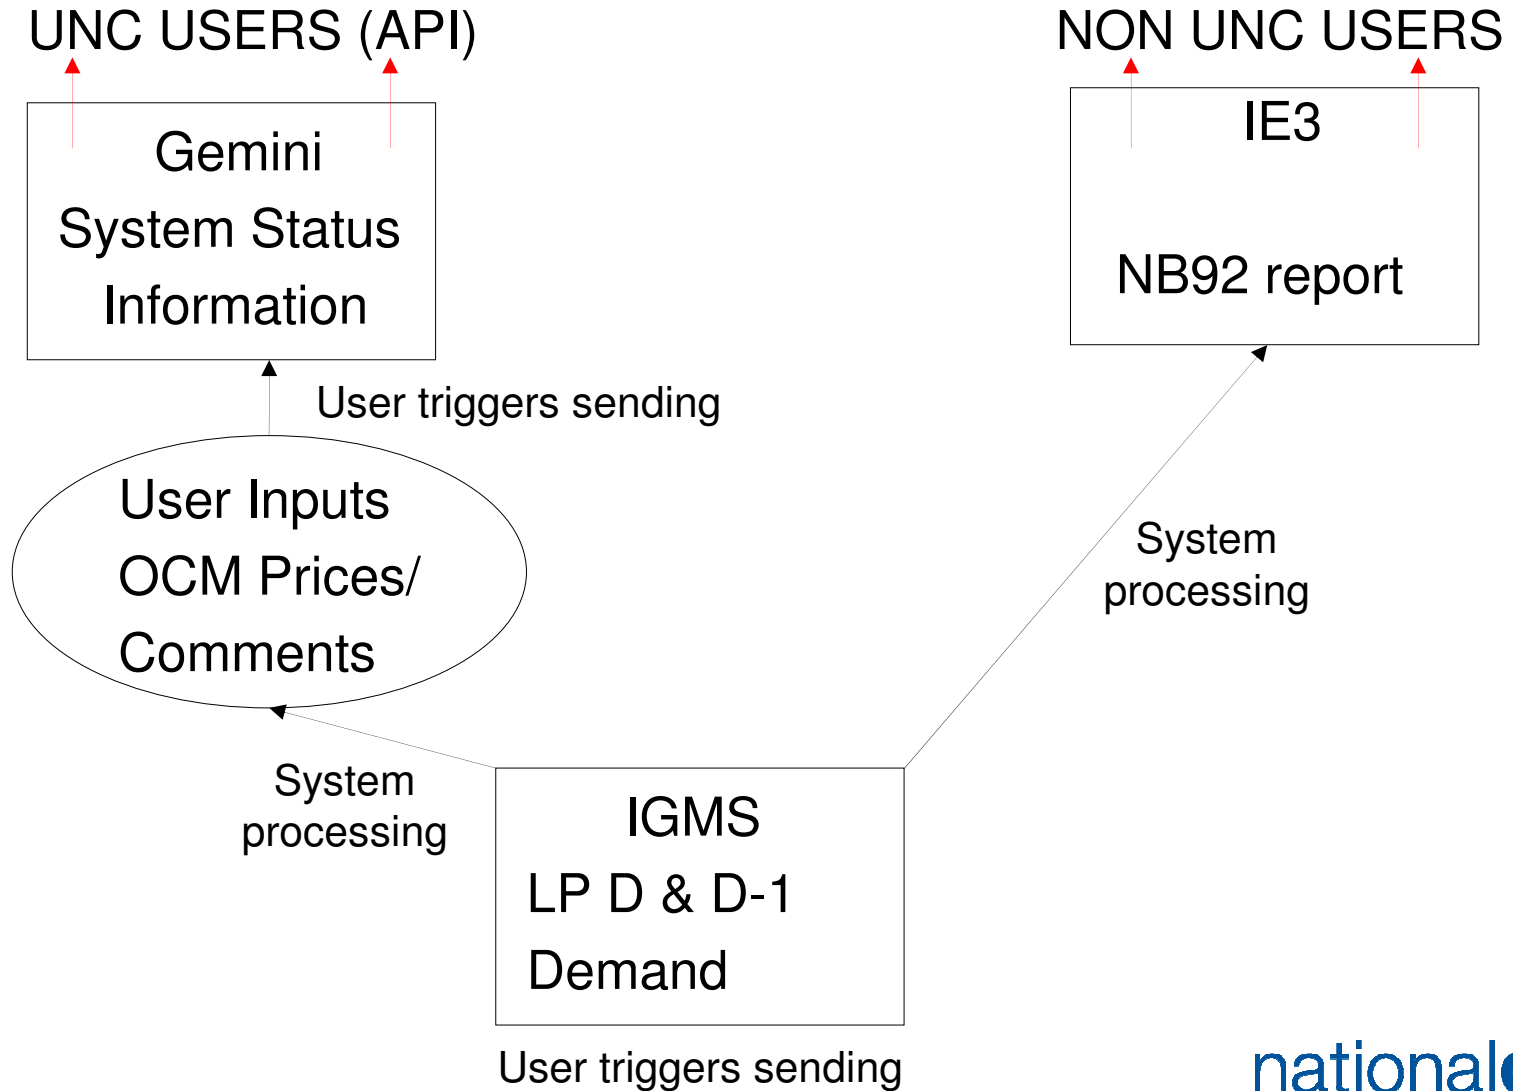 UNC USERS (API)
NON UNC USERS
Gemini
System Status
Information
IE3
NB92 report
User triggers sending
User Inputs
OCM Prices/
Comments
System
processing
System
processing
IGMS
LP D & D-1
Demand
User triggers sending
national